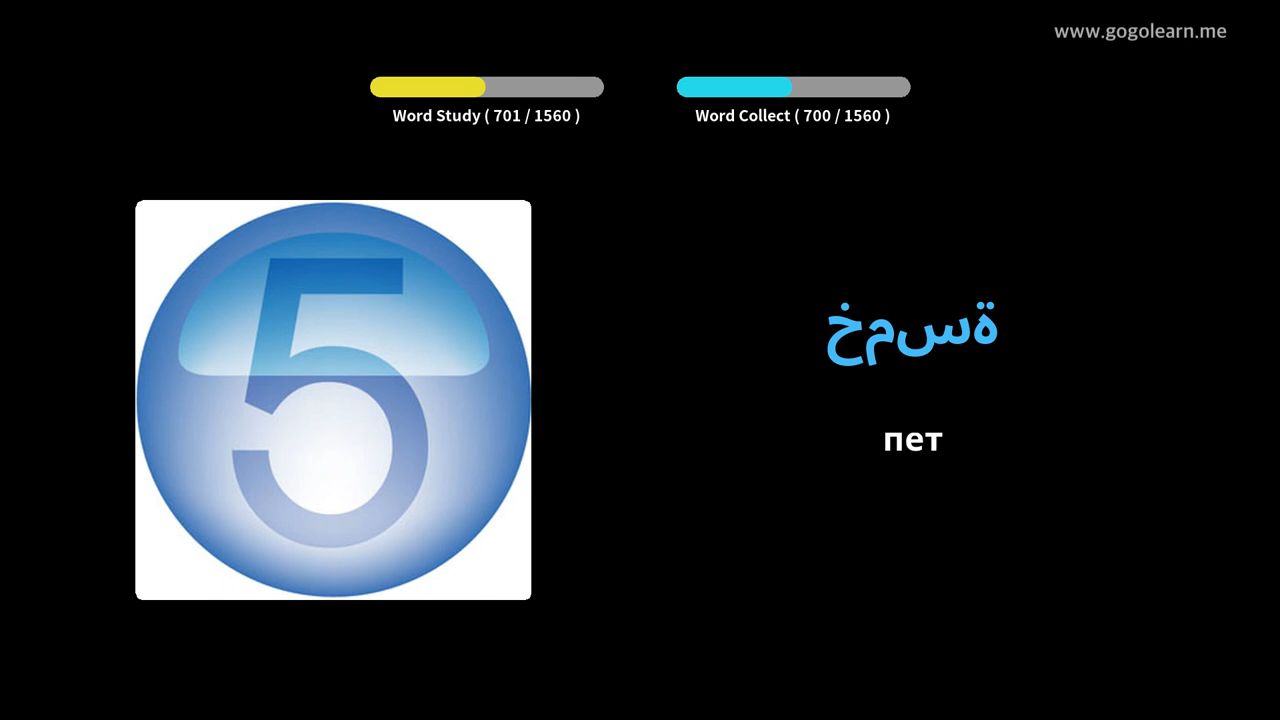 www.gogolearn.me
Word Study ( 701 / 1560 )
Word Collect ( 700 / 1560 )
5
خمسة
пет